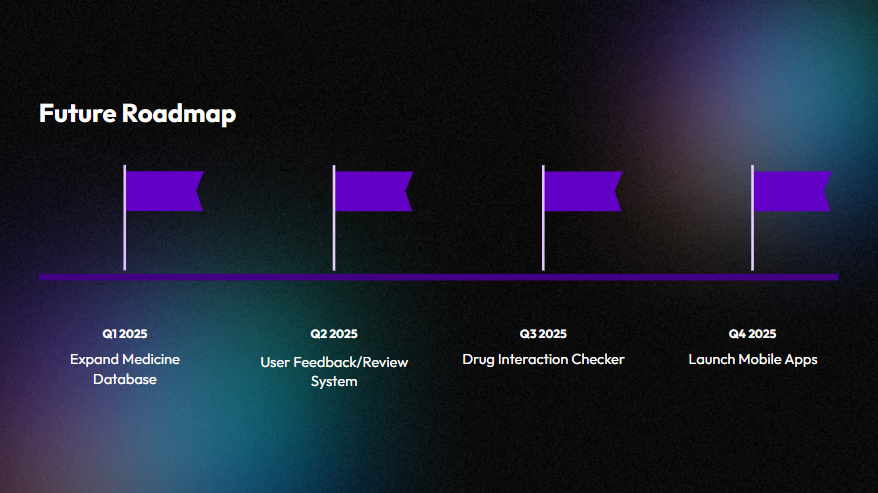 Future Roadmap
Q1 2025
Expand Medicine
Database
Q2 2025
User Feedback/Review
System
Q3 2025
Drug Interaction Checker
Q4 2025
Launch Mobile Apps